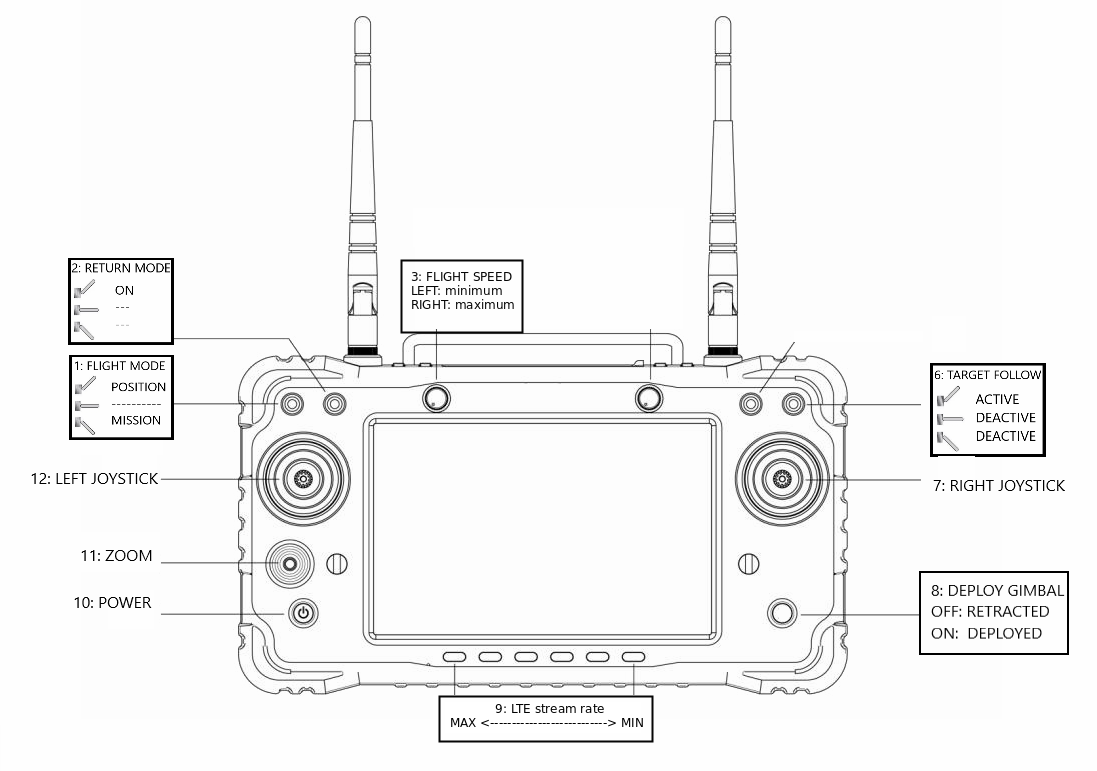 2: RETURN MODE
ON
---
---
1: FLIGHT MODE
POSITION
----------
MISSION
3: FLIGHT SPEED
LEFT: minimum
RIGHT: maximum
6: TARGET FOLLOW
ACTIVE
DEACTIVE
DEACTIVE
12: LEFT JOYSTICK
7: RIGHT JOYSTICK
11: ZOOM
10: POWER
8: DEPLOY GIMBAL
OFF: RETRACTED
ON: DEPLOYED
9: LTE stream rate
MAX <---------------------------> MIN